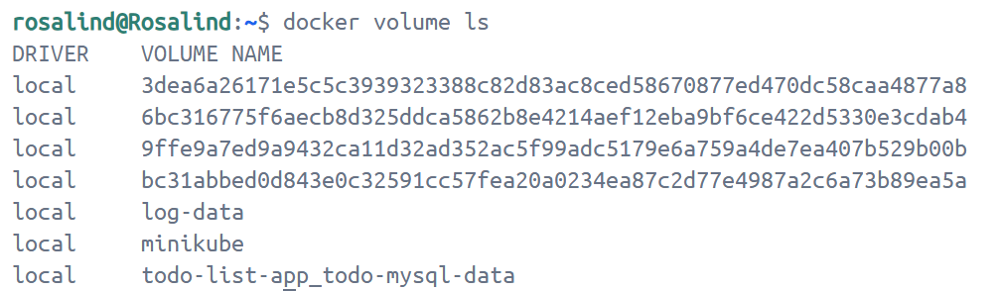 rosalind@Rosalind:~$ docker volume ls
DRIVER    VOLUME NAME
local     3dea6a26171e5c5c3939323388c82d83ac8ced58670877ed470dc58caa4877a8
local     6bc316775f6aecb8d325ddca5862b8e4214aef12eba9bf6ce422d5330e3cdab4
local     9ffe9a7ed9a9432ca11d32ad352ac5f99adc5179e6a759a4de7ea407b529b00b
local     bc31abbed0d843e0c32591cc57fea20a0234ea87c2d77e4987a2c6a73b89ea5a
local     log-data
local     minikube
local     todo-list-app_todo-mysql-data